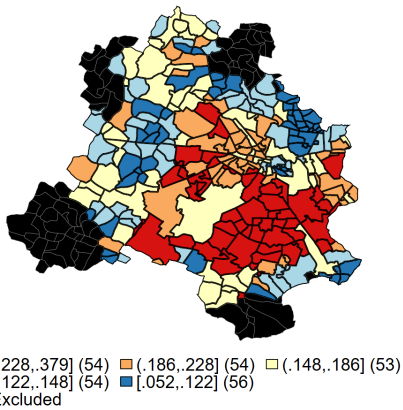 228,.379] (54) (.186,.228] (54) (.148,.186] (53)
122,.148] (54) [.052,.122] (56)
xcluded